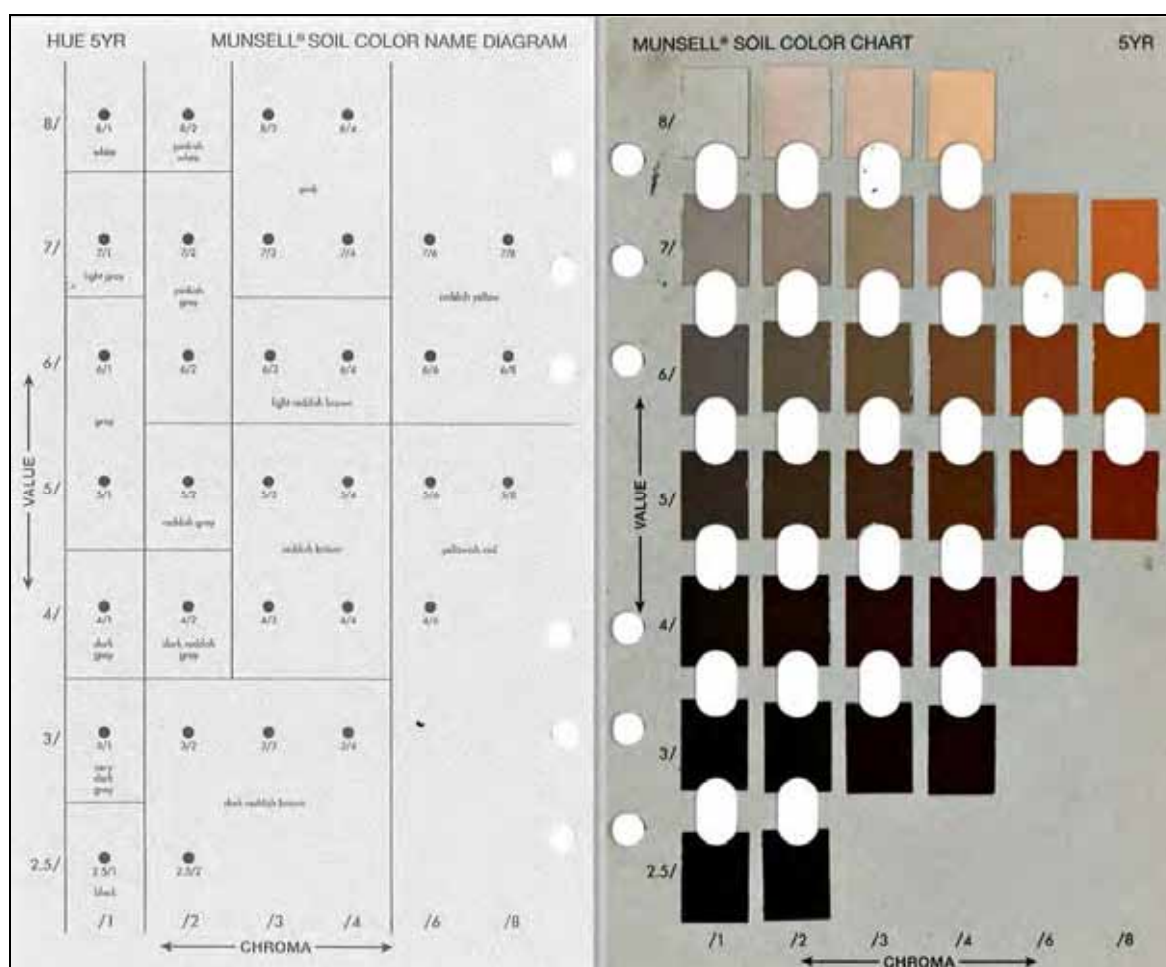 HUE 5YR MUNSELL® SOIL COLOR NAME DIAGRAM
8/
8/1 8/2 8/3 8/4
white pinkish
white
pink
7/
7/1 7/2 7/3 7/4 7/6 7/8
light gray pinkish
gray reddish yellow
6/
6/1 6/2 6/3 6/4 6/6 6/8
light reddish brown
gray
5/
5/1 5/2 5/3 5/4 5/6 5/8
reddish gray
reddish brown yellowish red
4/
4/1 4/2 4/3 4/4 4/6
dark
gray dark reddish
gray
3/
3/1 3/2 3/3 3/4
very
dark
gray
dark reddish brown
2.5/
2.5/1 2.5/2
black
/1 /2 /3 /4 /6 /8
VALUE
CHROMA
MUNSELL® SOIL COLOR CHART 5YR
8/
7/
6/
5/
4/
3/
2.5/
VALUE
/1 /2 /3 /4 /6 /8
CHROMA